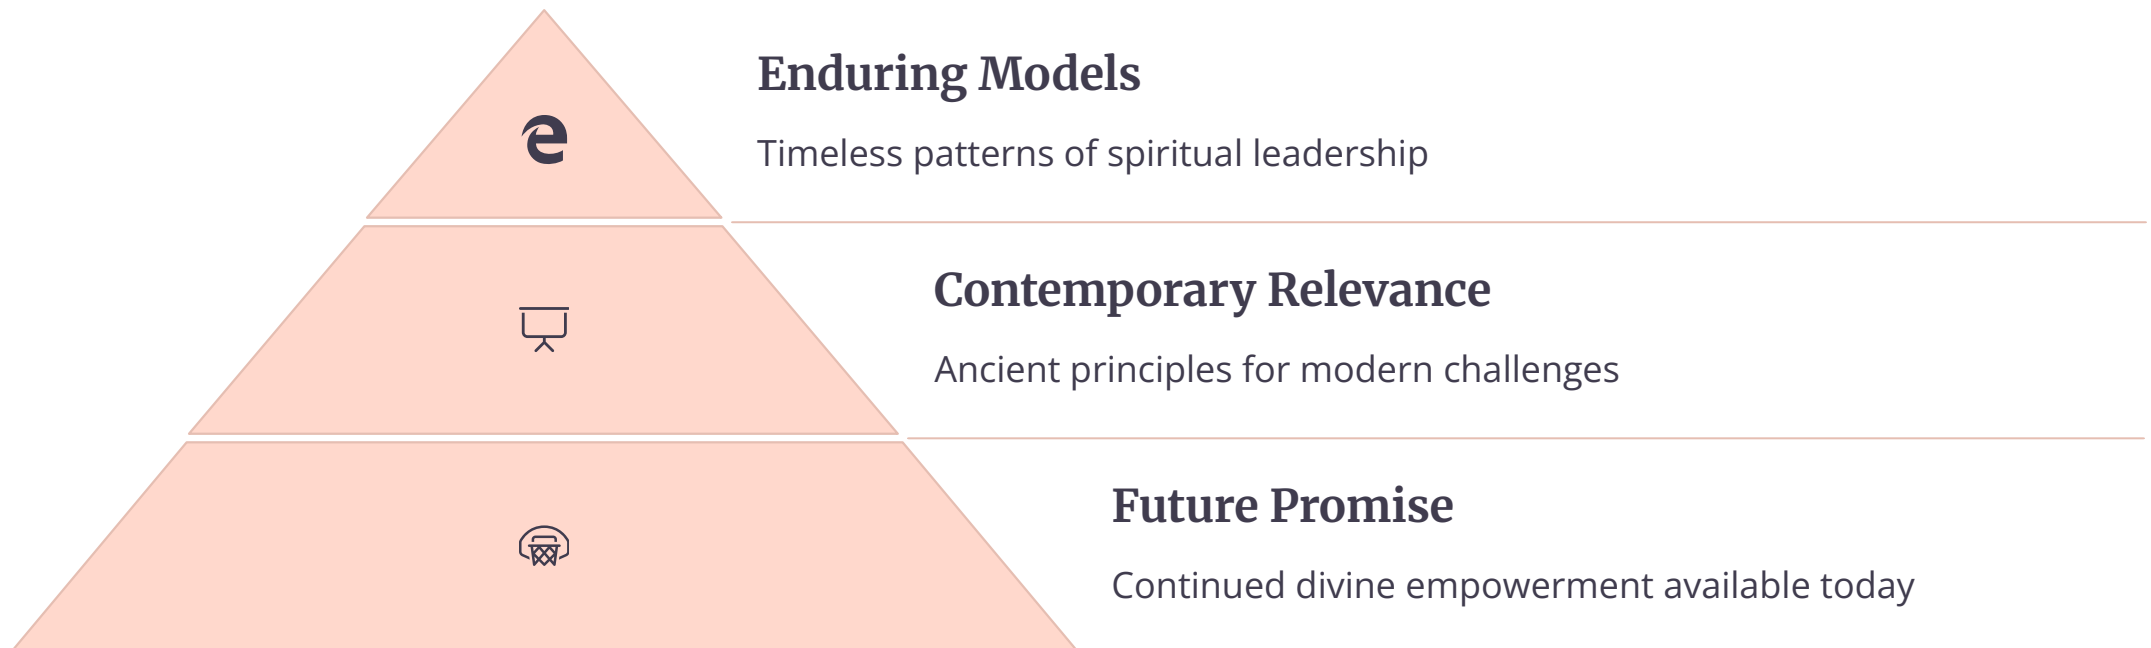 Enduring Models
Timeless patterns of spiritual leadership
Contemporary Relevance
Ancient principles for modern challenges
Future Promise
Continued divine empowerment available today